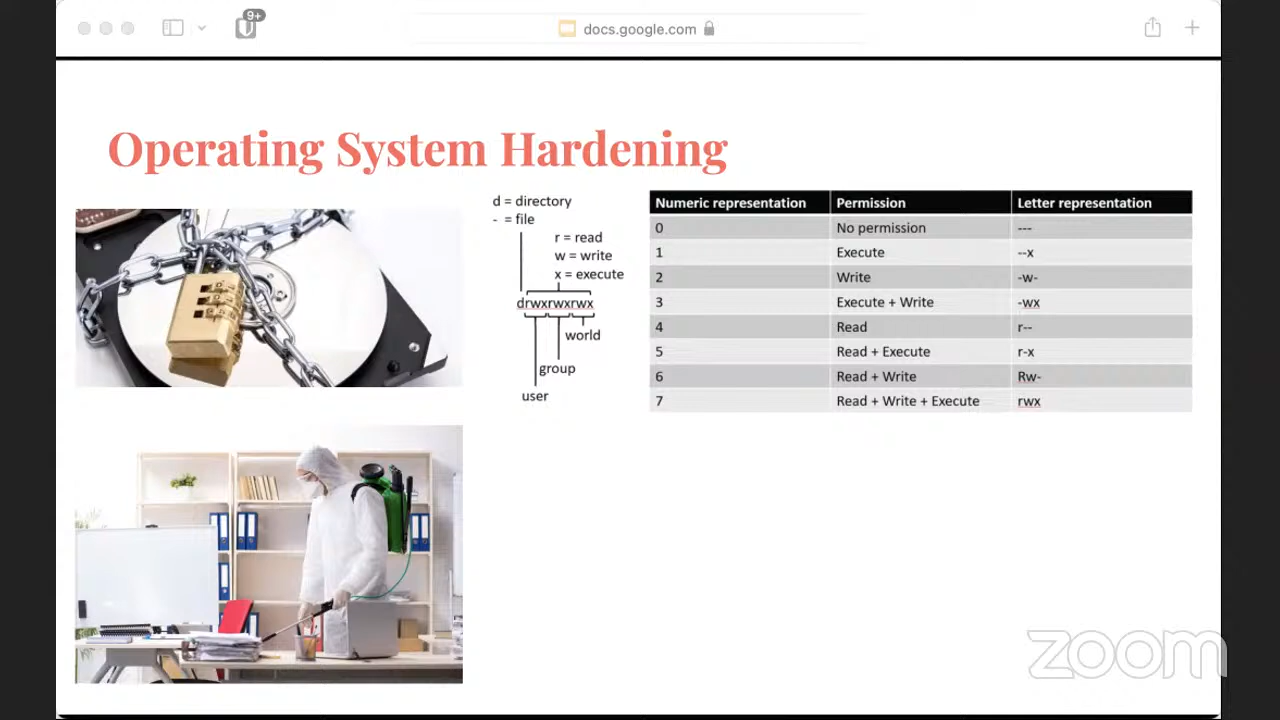 9+
docs.google.com
Operating System Hardening
d = directory
- = file
r = read
w = write
x = execute
drwxrwxrwx
world
group
user
Numeric representation Permission Letter representation
0 No permission ---
1 Execute --x
2 Write -w-
3 Execute + Write -wx
4 Read r--
5 Read + Execute r-x
6 Read + Write Rw-
7 Read + Write + Execute rwx
zoom